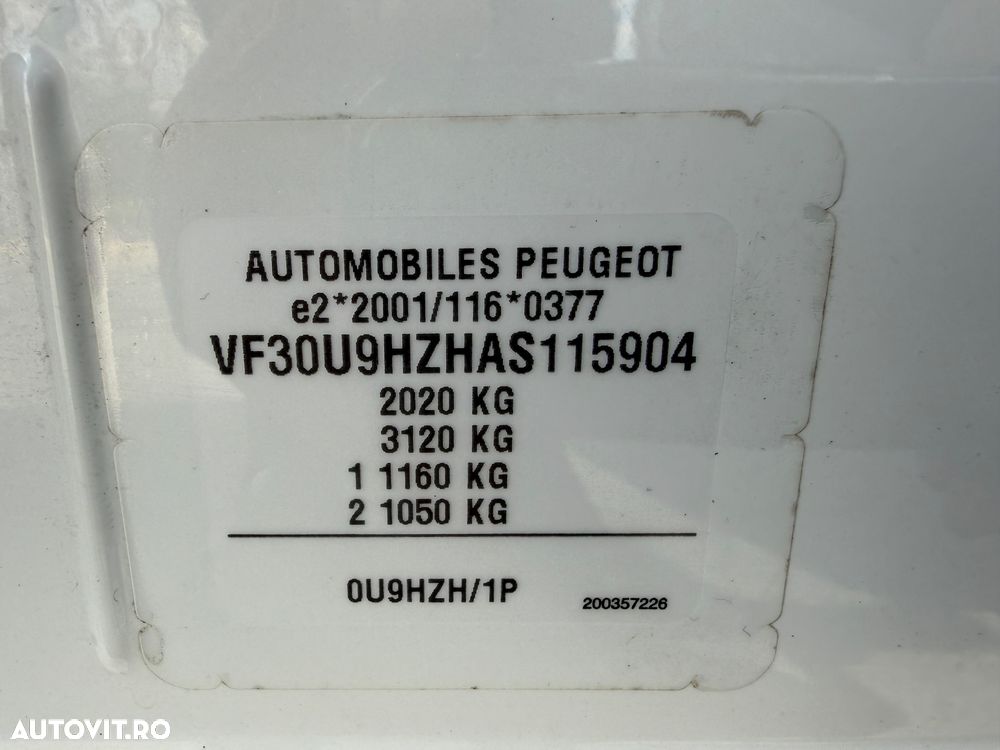 AUTOMOBILES PEUGEOT
e2*2001/116*0377
VF30U9HZHAS115904
2020 KG
3120 KG
1 1160 KG
2 1050 KG
0U9HZH/1P
200357226
AUTOVIT.RO